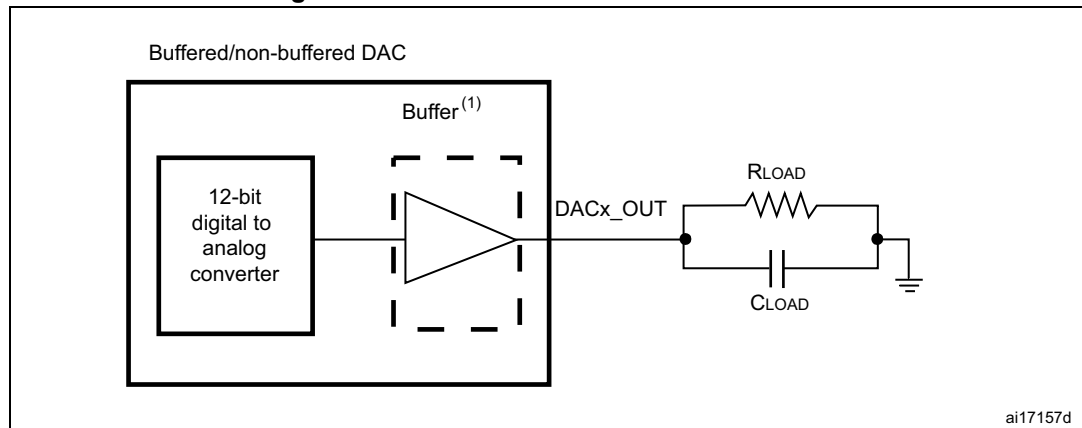 Buffered/non-buffered DAC
Buffer(1)
12-bit
digital to
analog
converter
DACx_OUT
RLOAD
CLOAD
ai17157d